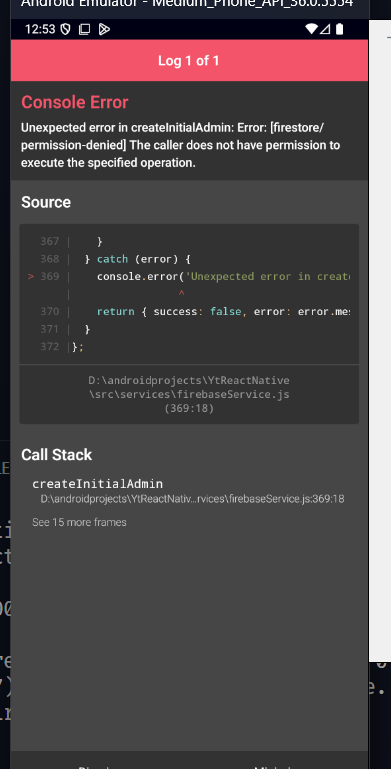 Android Emulator - Medium_Phone_API_36.0:5554
12:53
Log 1 of 1
Console Error
Unexpected error in createInitialAdmin: Error: [firestore/
permission-denied] The caller does not have permission to
execute the specified operation.
Source
367 | }
368 | } catch (error) {
> 369 | console.error('Unexpected error in creat
| ^
370 | return { success: false, error: error.me
371 | }
372 |};
D:\androidprojects\YtReactNative
\src\services\firebaseService.js
(369:18)
Call Stack
createInitialAdmin
D:\androidprojects\YtReactNativ...rvices\firebaseService.js:369:18
See 15 more frames